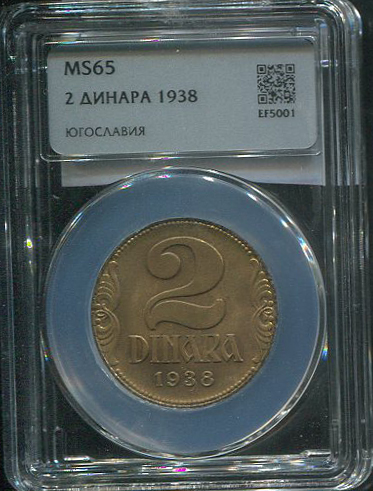 MS65
2 ДИНАРА 1938
EF5001
ЮГОСЛАВИЯ
2
DINARA
1938